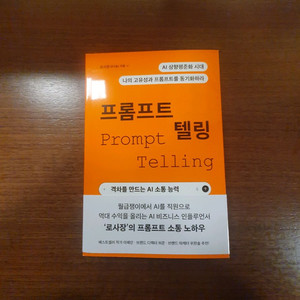 AI 상향평준화 시대
나의 고유성과 프롬프트를 동기화하라
프롬프트
텔링
Prompt
Telling
격차를 만드는 AI 소통 능력
월급쟁이에서 AI를 직원으로
역대 수익을 올리는 AI 비즈니스 인플루언서
‘로사장’의 프롬프트 소통 노하우